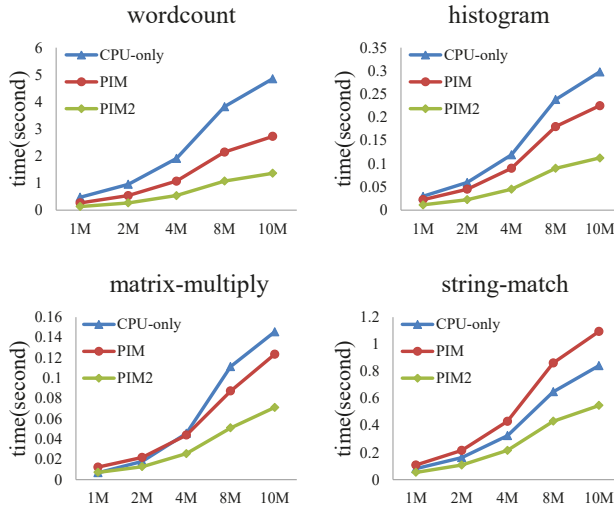 wordcount
time(second)
6
5
4
3
2
1
0
CPU-only
PIM
PIM2
1M 2M 4M 8M 10M
histogram
time(second)
0.35
0.3
0.25
0.2
0.15
0.1
0.05
0
CPU-only
PIM
PIM2
1M 2M 4M 8M 10M
matrix-multiply
time(second)
0.16
0.14
0.12
0.1
0.08
0.06
0.04
0.02
0
CPU-only
PIM
PIM2
1M 2M 4M 8M 10M
string-match
time(second)
1.2
1
0.8
0.6
0.4
0.2
0
CPU-only
PIM
PIM2
1M 2M 4M 8M 10M